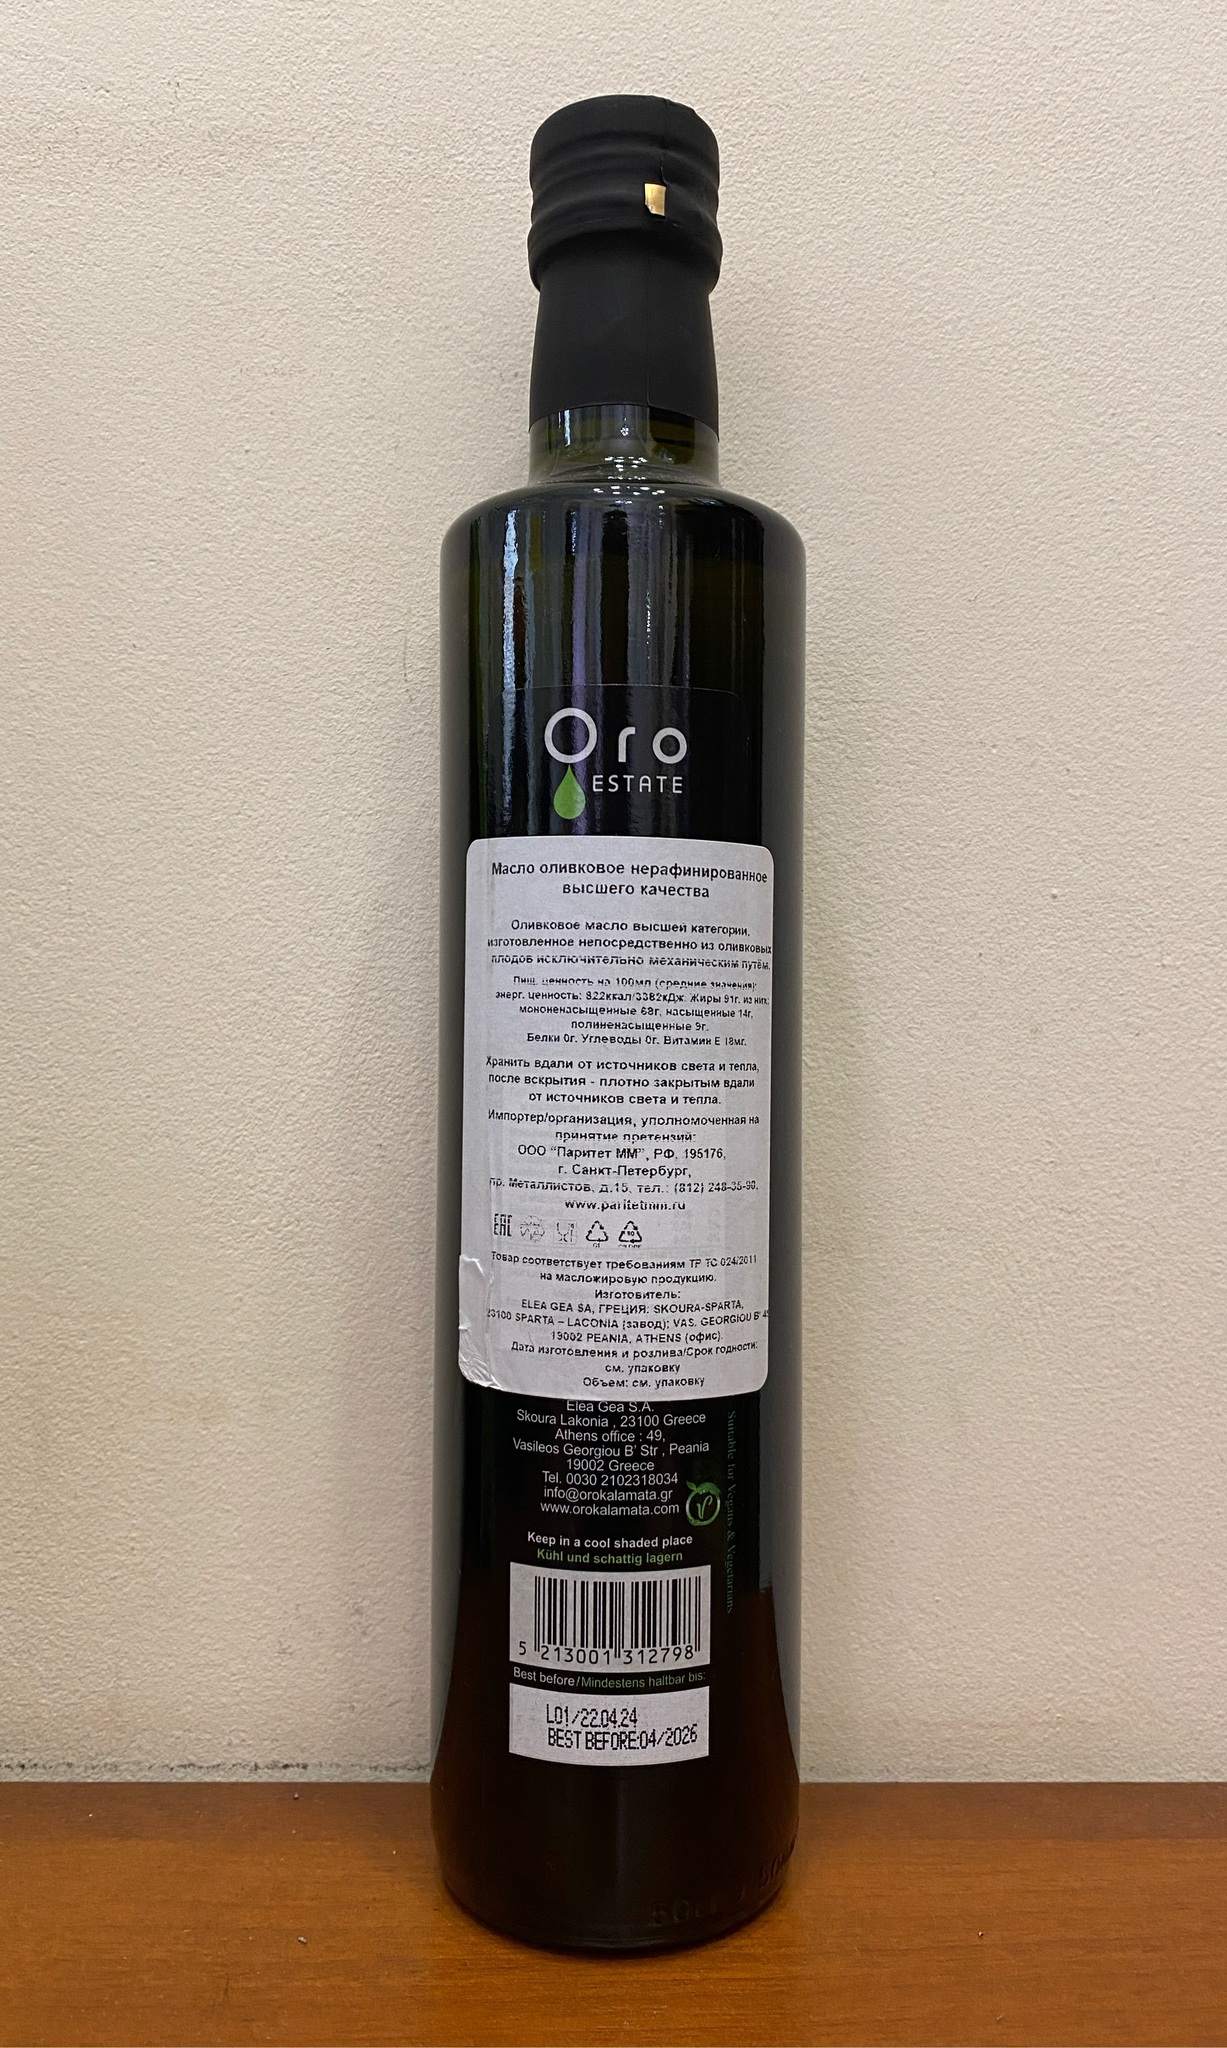 Oro
ESTATE
Масло оливковое нерафинированное
высшего качества
Оливковое масло высшей категории,
изготовленное непосредственно из оливковых
плодов исключительно механическим путём.
Пищ. ценность на 100мл (средние значения):
энерг. ценность: 822ккал/3382кДж. Жиры 91г. из них:
мононенасыщенные 68г, насыщенные 14г,
полиненасыщенные 9г.
Белки 0г. Углеводы 0г. Витамин Е 18мг.
Хранить вдали от источников света и тепла,
после вскрытия - плотно закрытым вдали
от источников света и тепла.
Импортер/организация, уполномоченная на
принятие претензий:
ООО "Паритет ММ", РФ, 195176,
г. Санкт-Петербург,
пр. Металлистов, д.15, тел.: (812) 248-35-90,
www.paritetmm.ru
EAC
Товар соответствует требованиям ТР ТС 024/2011
на масложировую продукцию.
Изготовитель:
ELEA GEA SA, ГРЕЦИЯ: SKOURA-SPARTA,
23100 SPARTA – LACONIA (завод); VAS. GEORGIOU B' 49
19002 PEANIA, ATHENS (офис).
Дата изготовления и розлива/Срок годности:
см. упаковку
Объем: см. упаковку
Elea Gea S.A.
Skoura Lakonia , 23100 Greece
Athens office : 49,
Vasileos Georgiou B' Str , Peania
19002 Greece
Tel. 0030 2102318034
info@orokalamata.gr
www.orokalamata.com
Suitable for Vegans & Vegetarians
Keep in a cool shaded place
Kühl und schattig lagern
5 213001 312798
Best before/Mindestens haltbar bis:
L01/22.04.24
BEST BEFORE:04/2026